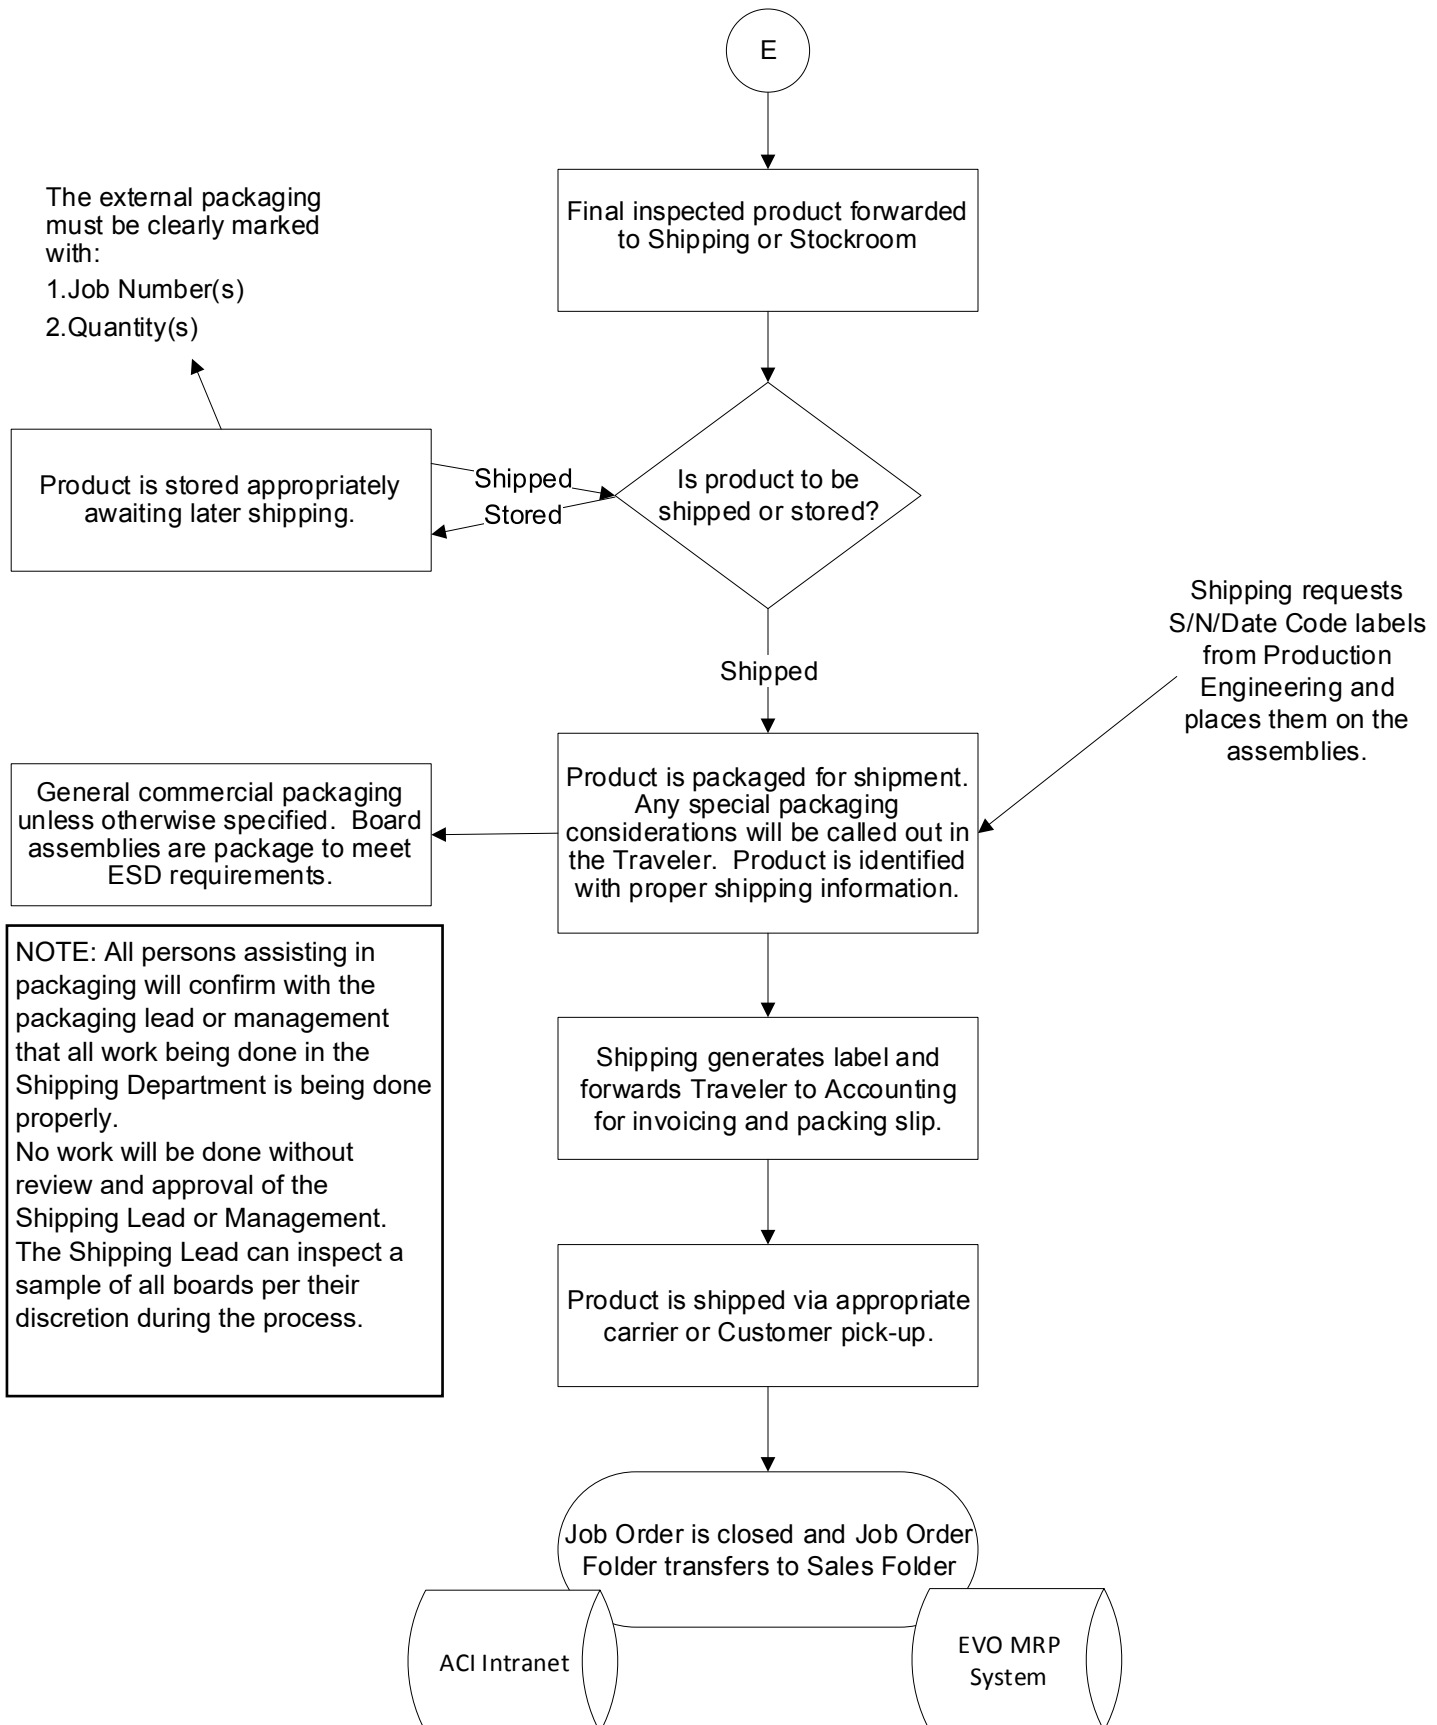 E
Final inspected product forwarded
to Shipping or Stockroom
The external packaging
must be clearly marked
with:
1.Job Number(s)
2.Quantity(s)
Product is stored appropriately
awaiting later shipping.
Shipped
Stored
Is product to be
shipped or stored?
Shipped
Shipping requests
S/N/Date Code labels
from Production
Engineering and
places them on the
assemblies.
General commercial packaging
unless otherwise specified.  Board
assemblies are package to meet
ESD requirements.
Product is packaged for shipment.
Any special packaging
considerations will be called out in
the Traveler.  Product is identified
with proper shipping information.
NOTE: All persons assisting in
packaging will confirm with the
packaging lead or management
that all work being done in the
Shipping Department is being done
properly.
No work will be done without
review and approval of the
Shipping Lead or Management.
The Shipping Lead can inspect a
sample of all boards per their
discretion during the process.
Shipping generates label and
forwards Traveler to Accounting
for invoicing and packing slip.
Product is shipped via appropriate
carrier or Customer pick-up.
Job Order is closed and Job Order
Folder transfers to Sales Folder
ACI Intranet
EVO MRP
System